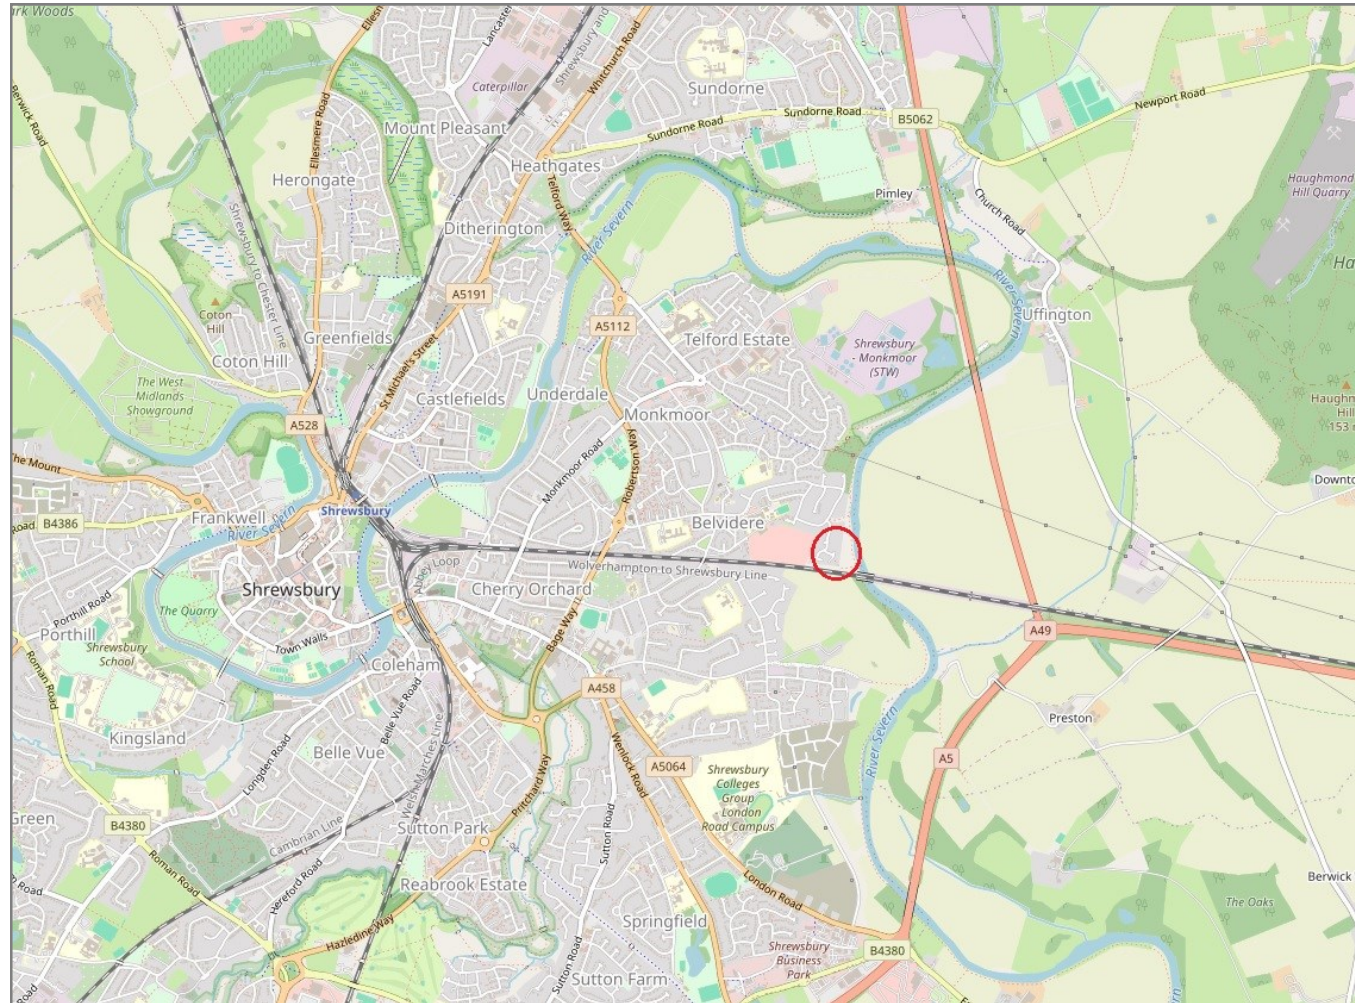 Ellesmere Road
Lancaster
Shrewsbury and
Whitchurch Road
Caterpillar
Sundorne
Berwick Road
Mount Pleasant
Sundorne Road
Sundorne Road
B5062
Newport Road
Heathgates
Herongate
Telford Way
Pimley
Church Road
Haughmond
Hill Quarry
Ditherington
River Severn
Shrewsbury to Chester Line
A5191
River Severn
Uffington
Coton
Hill
Greenfields
A5112
Telford Estate
Shrewsbury
- Monkmoor
(STW)
Coton Hill
St Michael's Street
The West
Midlands
Showground
Underdale
Castlefields
Monkmoor
A528
Robertson Way
153
The Mount
Monkmoor Road
Shrewsbury
Frankwell
River Severn
B4386
Road
Belvidere
Wolverhampton to Shrewsbury Line
Abbey Loop
Cherry Orchard
Shrewsbury
The Quarry
Porthill Road
Porthill
Town Walls
Bage Way
A49
Shrewsbury
School
Coleham
Roman Road
Belle Vue Road
A458
River Severn
Preston
Kingsland
Longden Road
Belle Vue
Welsh Marches Line
Wenlock Road
A5064
Shrewsbury
Colleges
Group
London
Road Campus
A5
Pritchard Way
Green
B4380
Cambrian Line
Sutton Park
Sutton Road
Roman Road
Hereford Road
Reabrook Estate
London Road
Berwick
The Oaks
Springfield
Hazledine Way
Shrewsbury
Business
Park
B4380
Sutton Road
Sutton Farm
Road